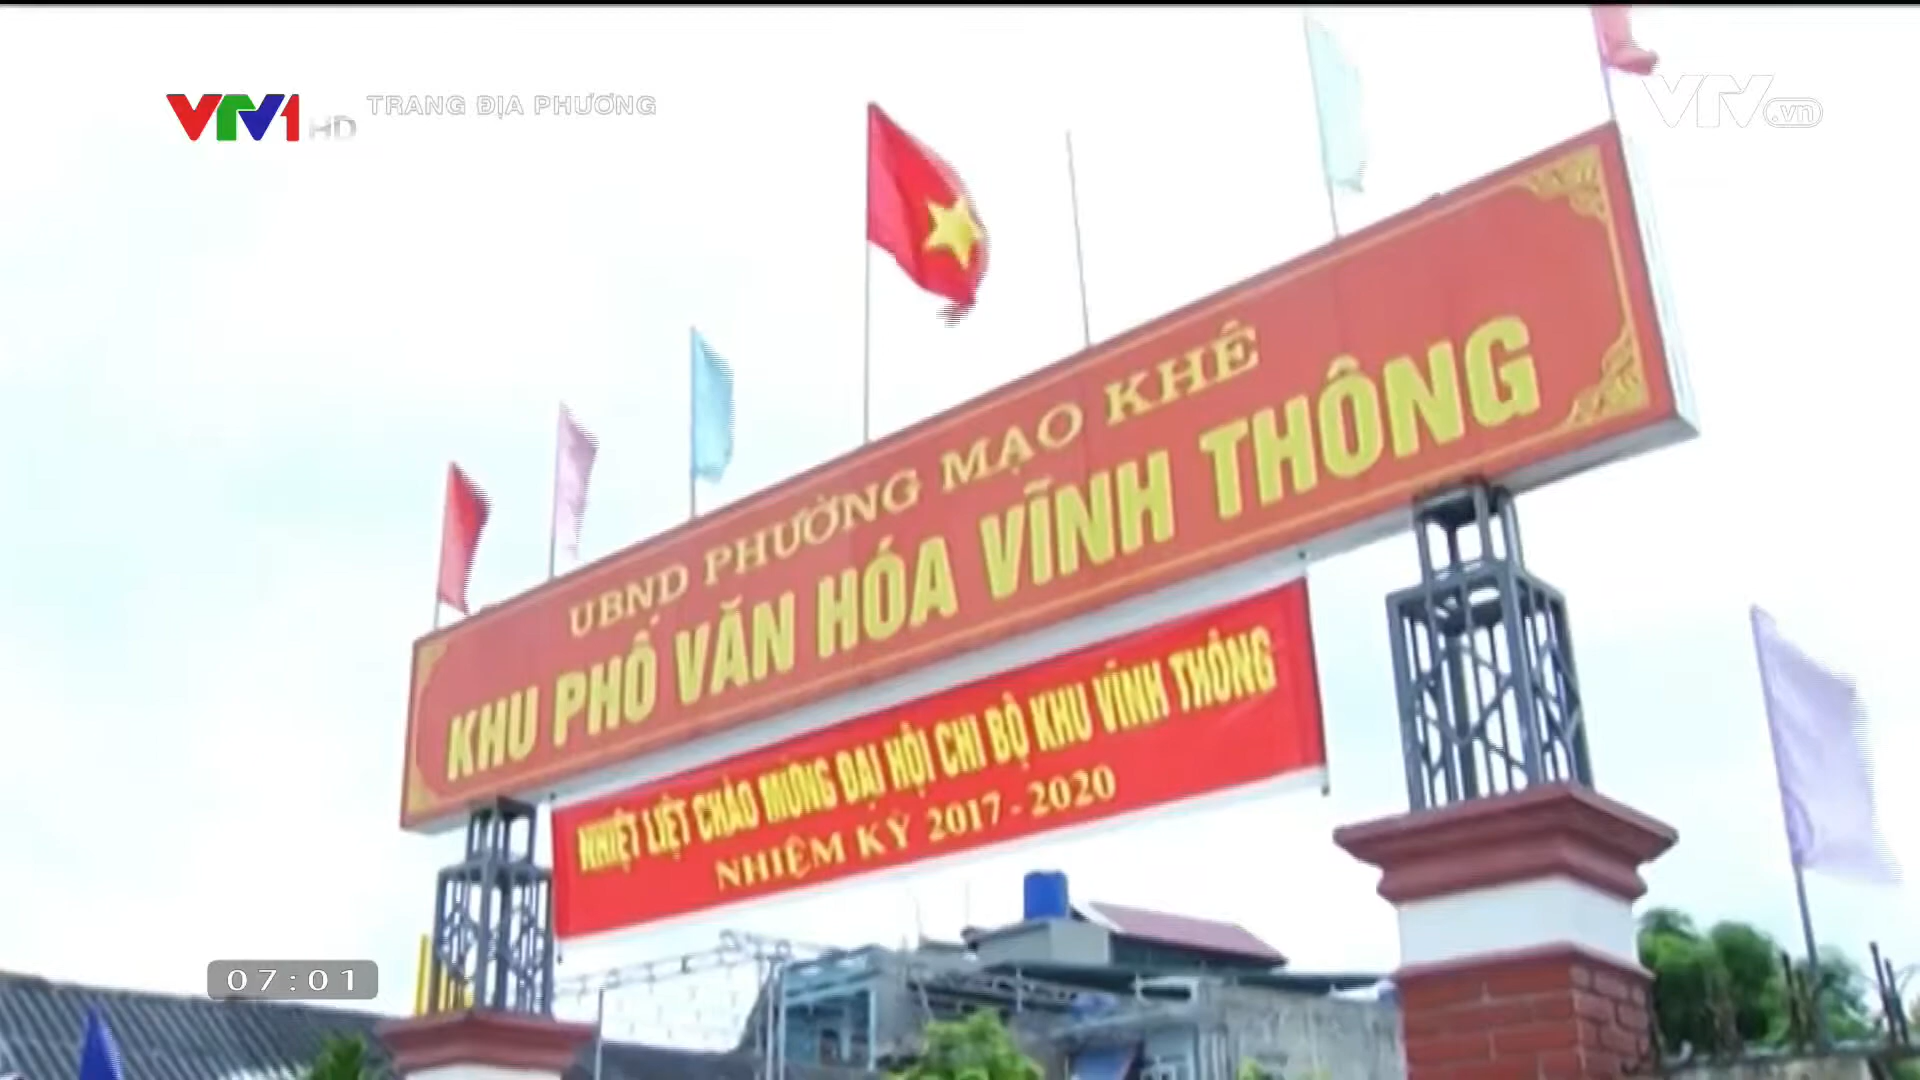 VTV1 HD TRANG ĐỊA PHƯƠNG
VTV.vn
UBND PHƯỜNG MẠO KHÊ
KHU PHỐ VĂN HÓA VĨNH THÔNG
NHIỆT LIỆT CHÀO MỪNG ĐẠI HỘI CHI BỘ KHU VĨNH THÔNG
NHIỆM KỲ 2017 - 2020
07:01